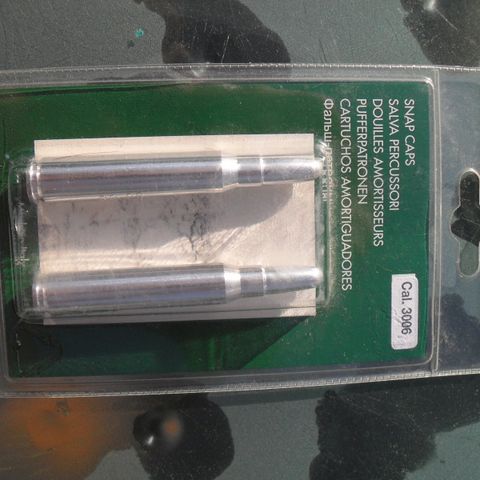 SNAP CAPS
SALVA PERCUSSORI
DOUILLES AMORTISSEURS
PUFFERPATRONEN
CARTUCHOS AMORTIGUADORES
Cal. 3006